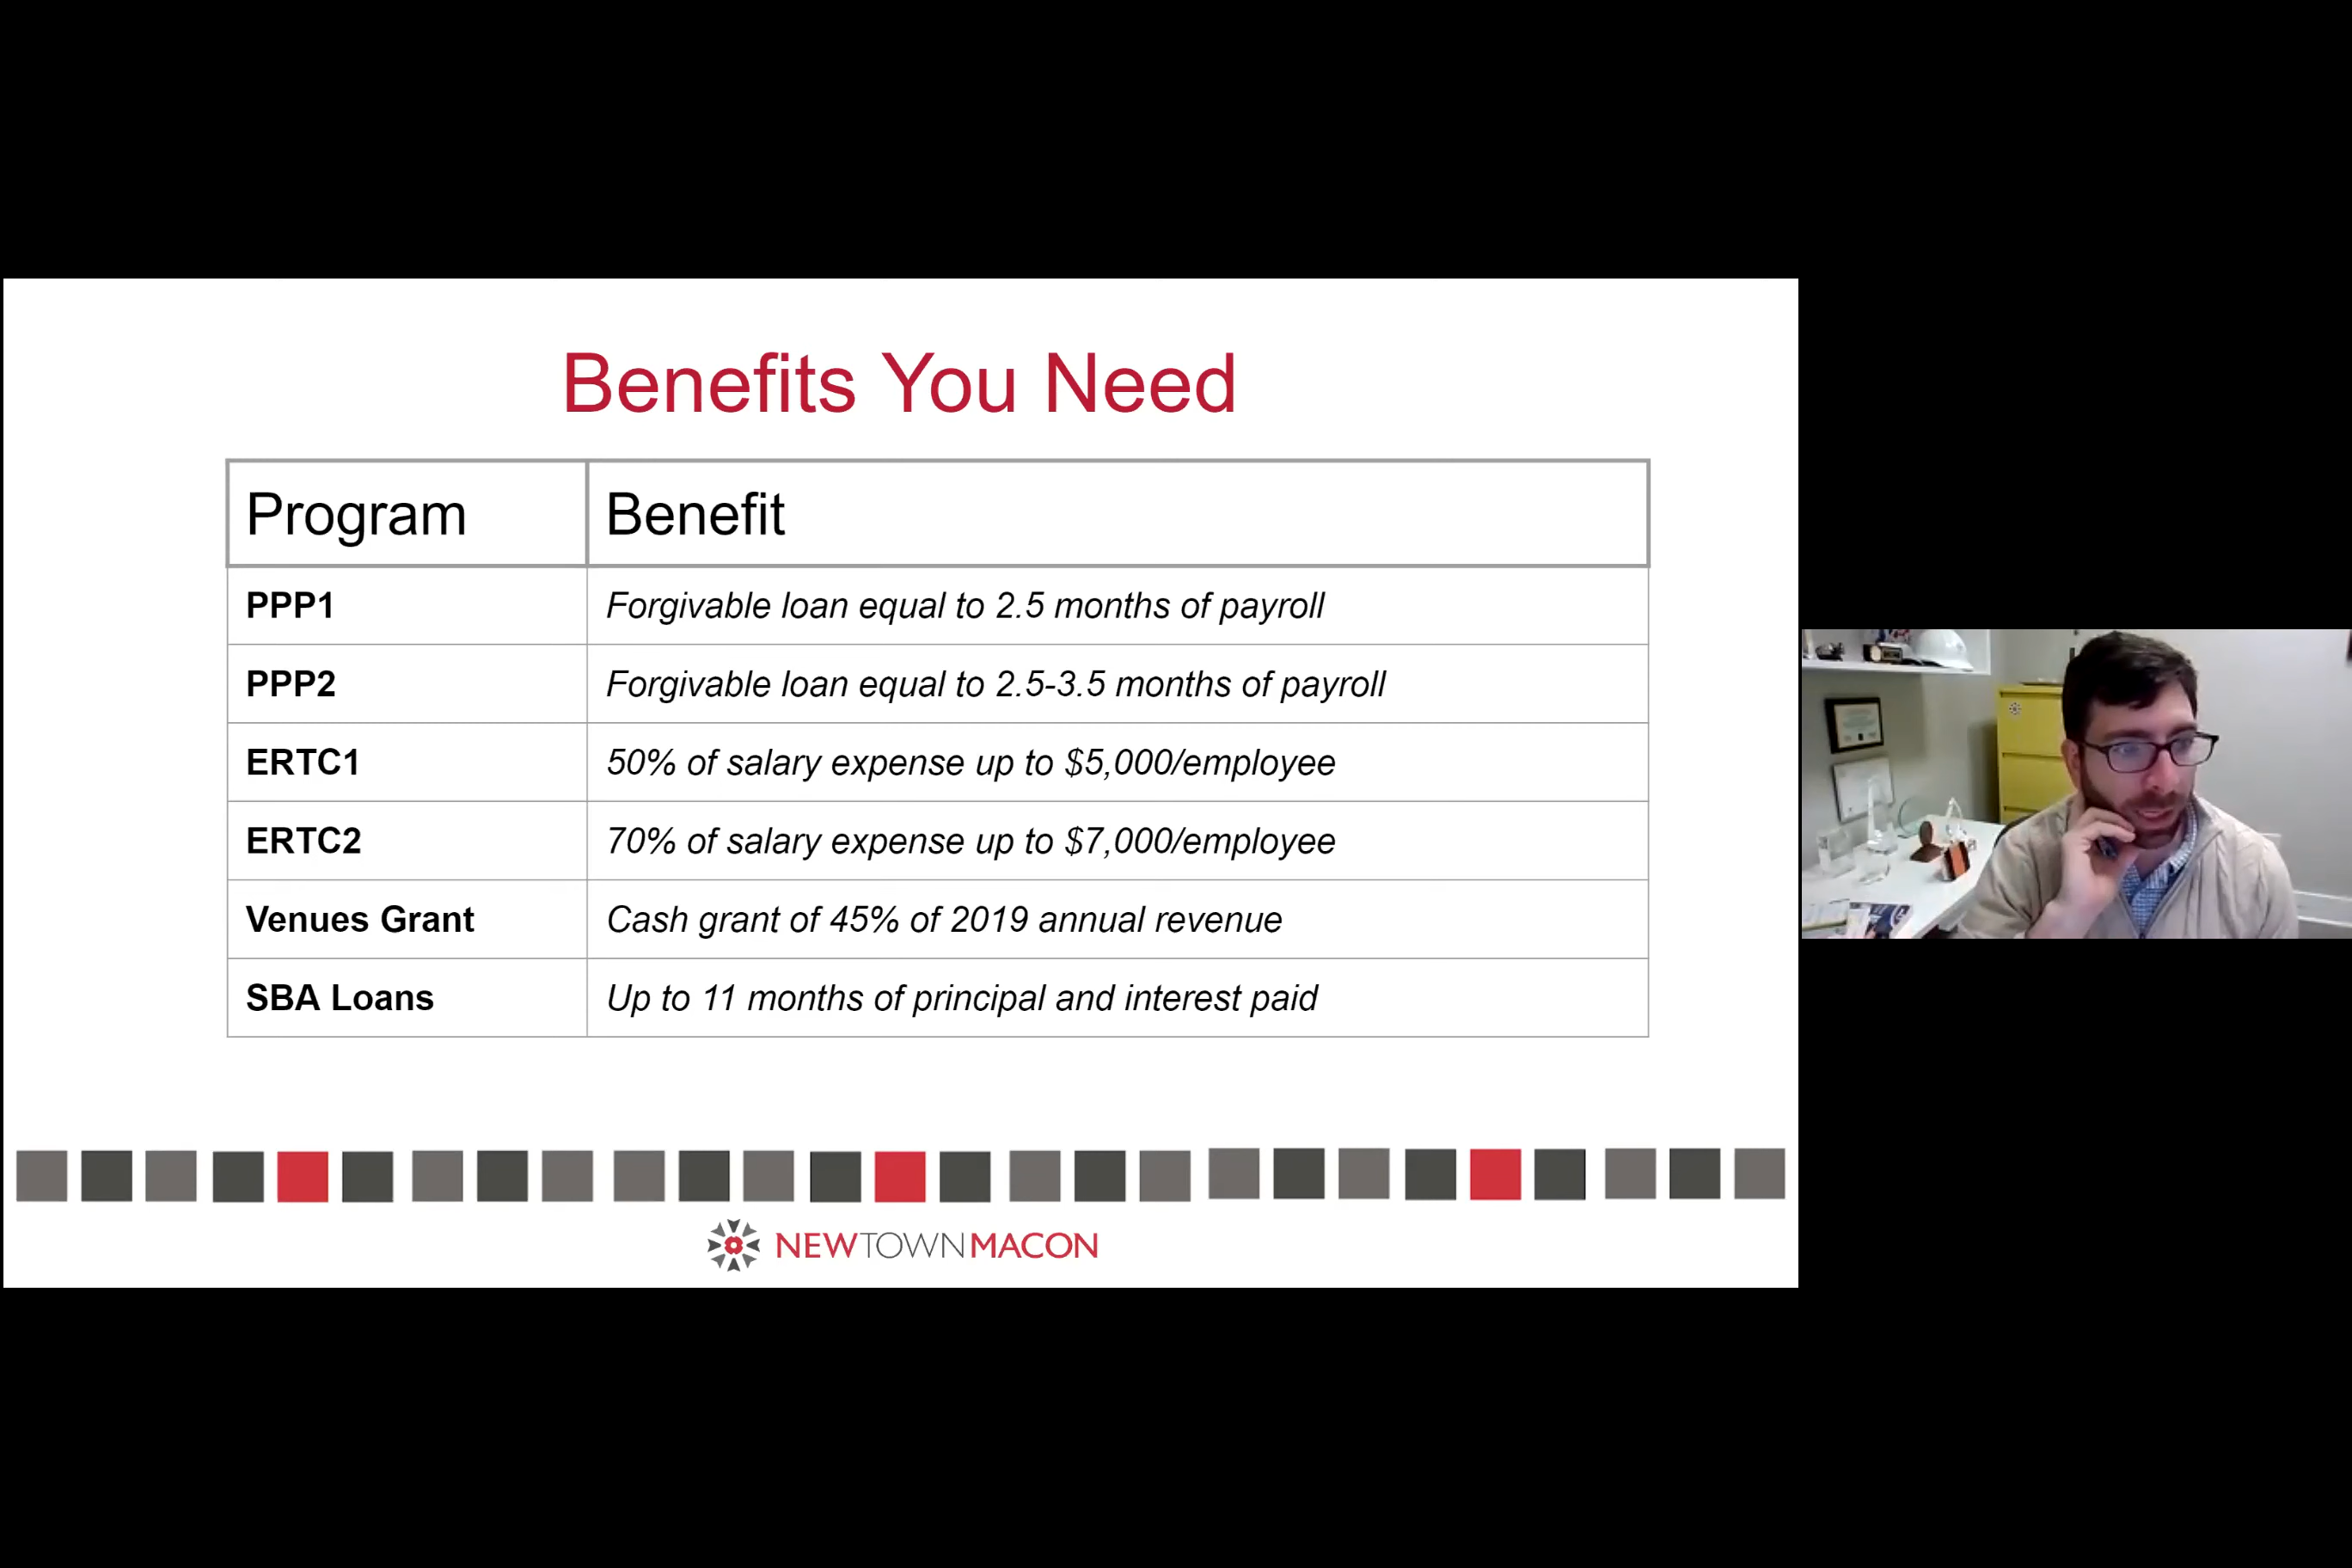 Benefits You Need
Program Benefit
PPP1 Forgivable loan equal to 2.5 months of payroll
PPP2 Forgivable loan equal to 2.5-3.5 months of payroll
ERTC1 50% of salary expense up to $5,000/employee
ERTC2 70% of salary expense up to $7,000/employee
Venues Grant Cash grant of 45% of 2019 annual revenue
SBA Loans Up to 11 months of principal and interest paid
NEWTOWNMACON